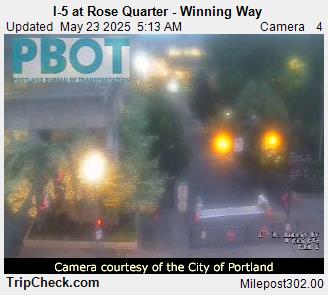 I-5 at Rose Quarter - Winning Way
Updated May 23 2025 5:13 AM Camera 4
PBOT
PORTLAND BUREAU OF TRANSPORTATION
Camera courtesy of the City of Portland
TripCheck.com Milepost302.00